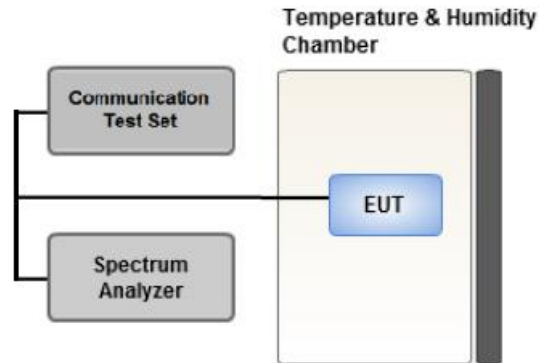 Temperature & Humidity
Chamber
Communication
Test Set
EUT
Spectrum
Analyzer